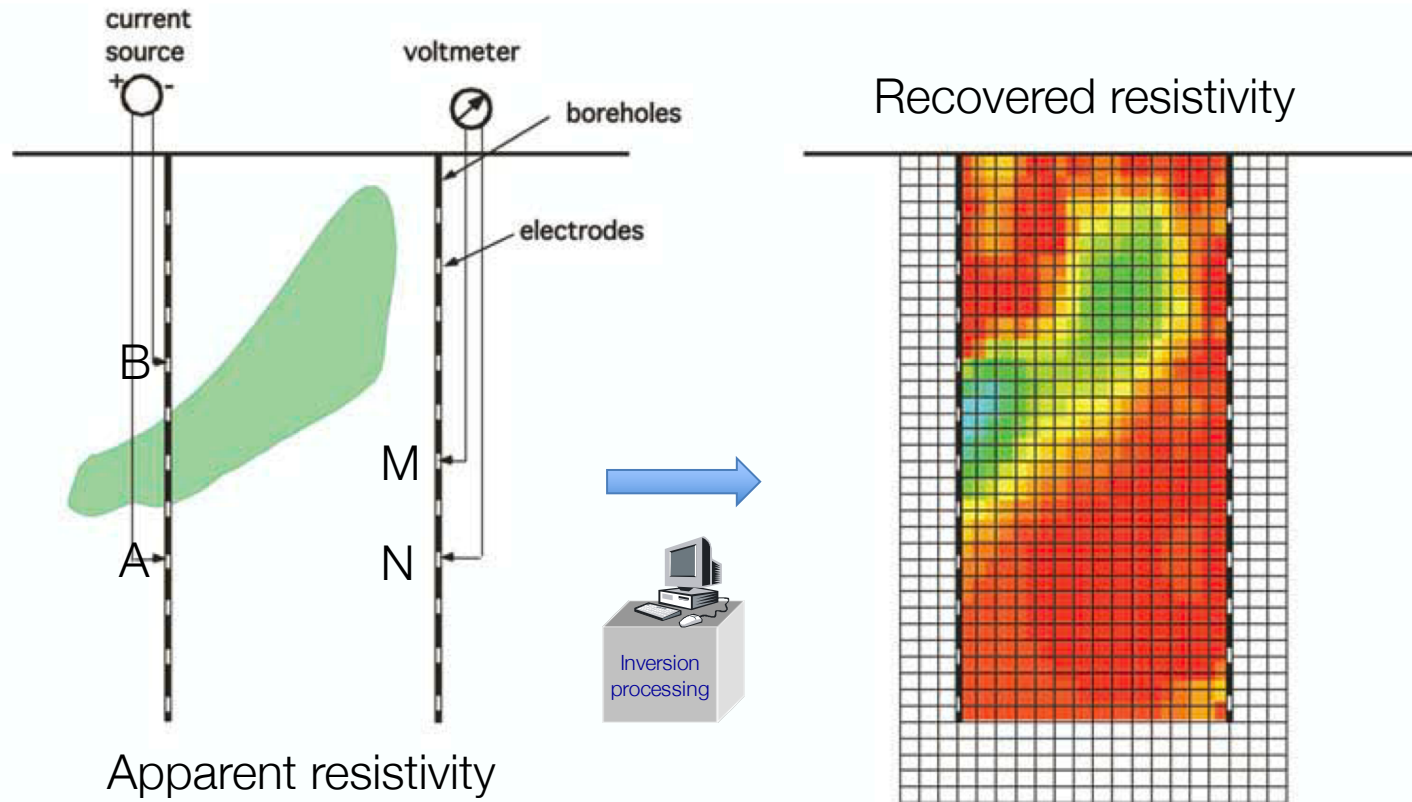 current
source
+ -
voltmeter
boreholes
electrodes
B
M
A
N
Apparent resistivity
Inversion
processing
Recovered resistivity